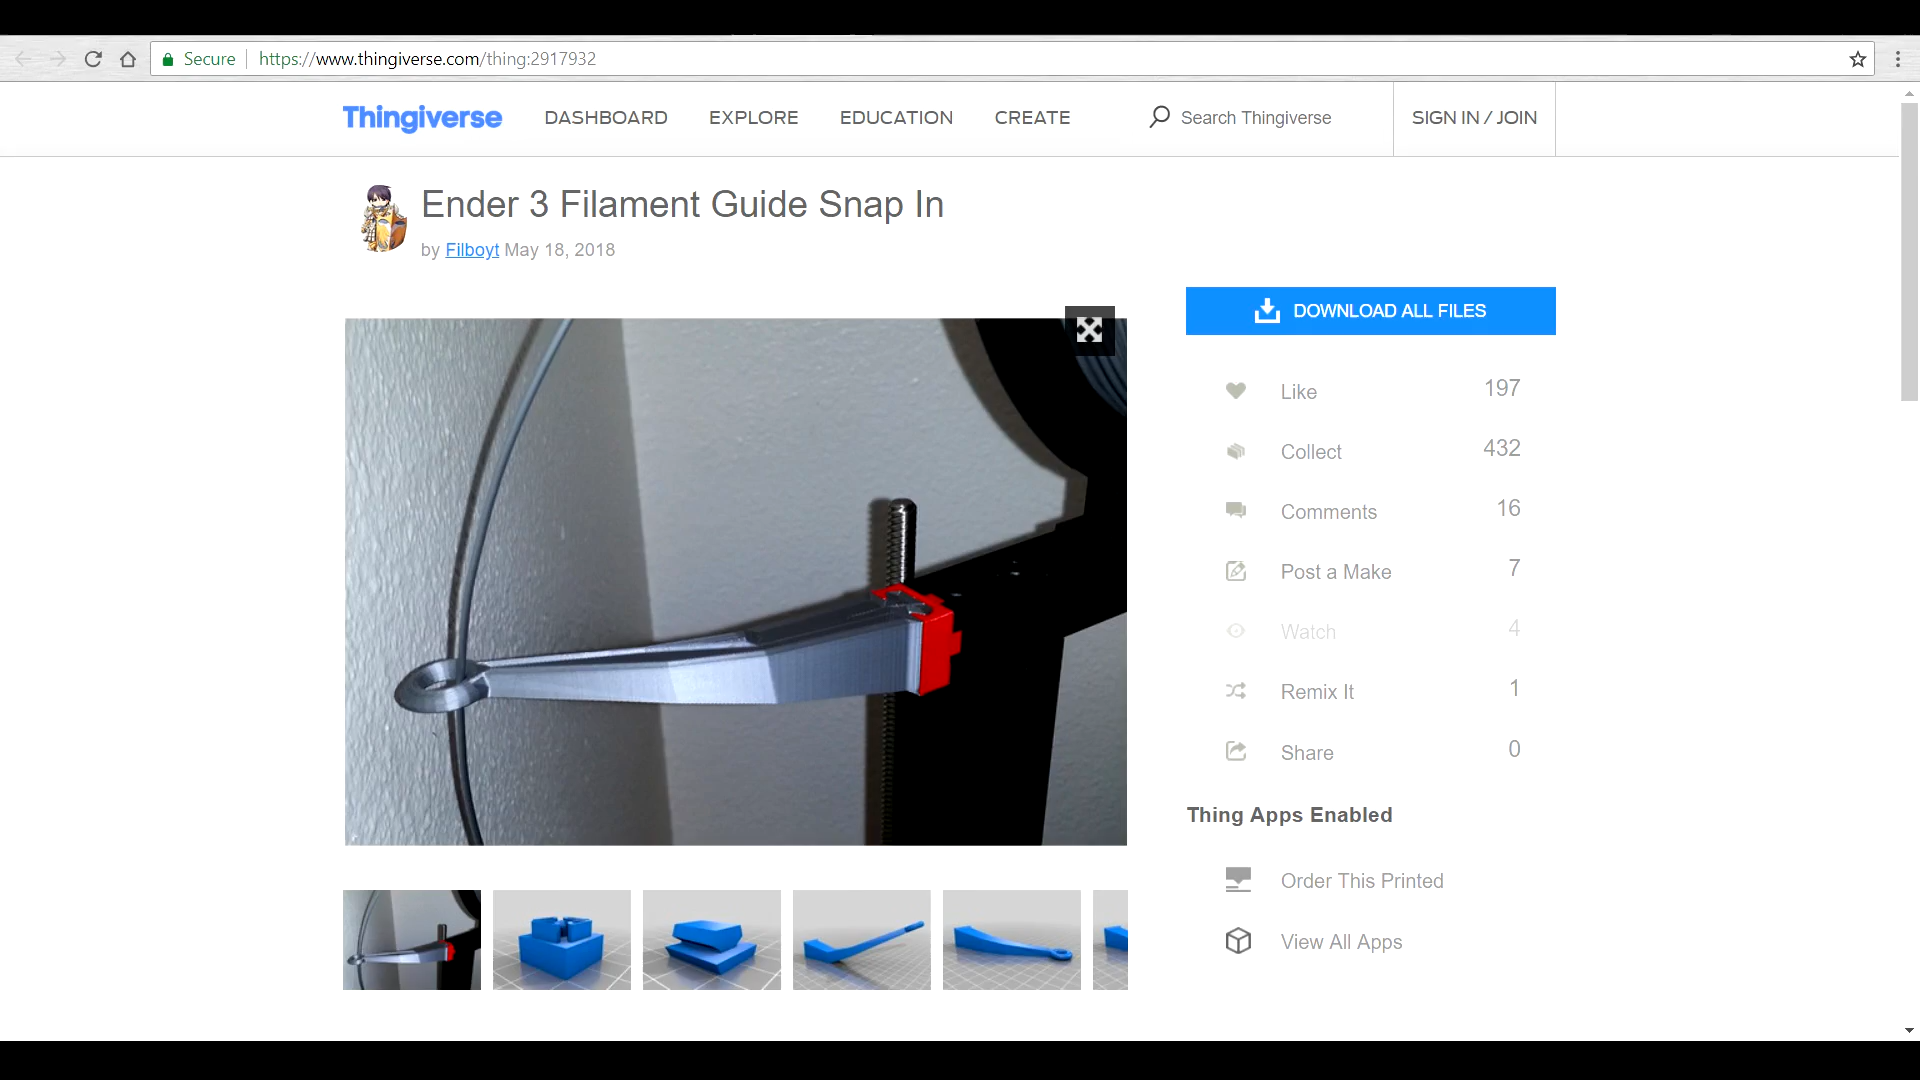 Secure https://www.thingiverse.com/thing:2917932
Thingiverse DASHBOARD EXPLORE EDUCATION CREATE Search Thingiverse SIGN IN / JOIN
Ender 3 Filament Guide Snap In
by Filboyt May 18, 2018
DOWNLOAD ALL FILES
Like 197
Collect 432
Comments 16
Post a Make 7
Watch 4
Remix It 1
Share 0
Thing Apps Enabled
Order This Printed
View All Apps